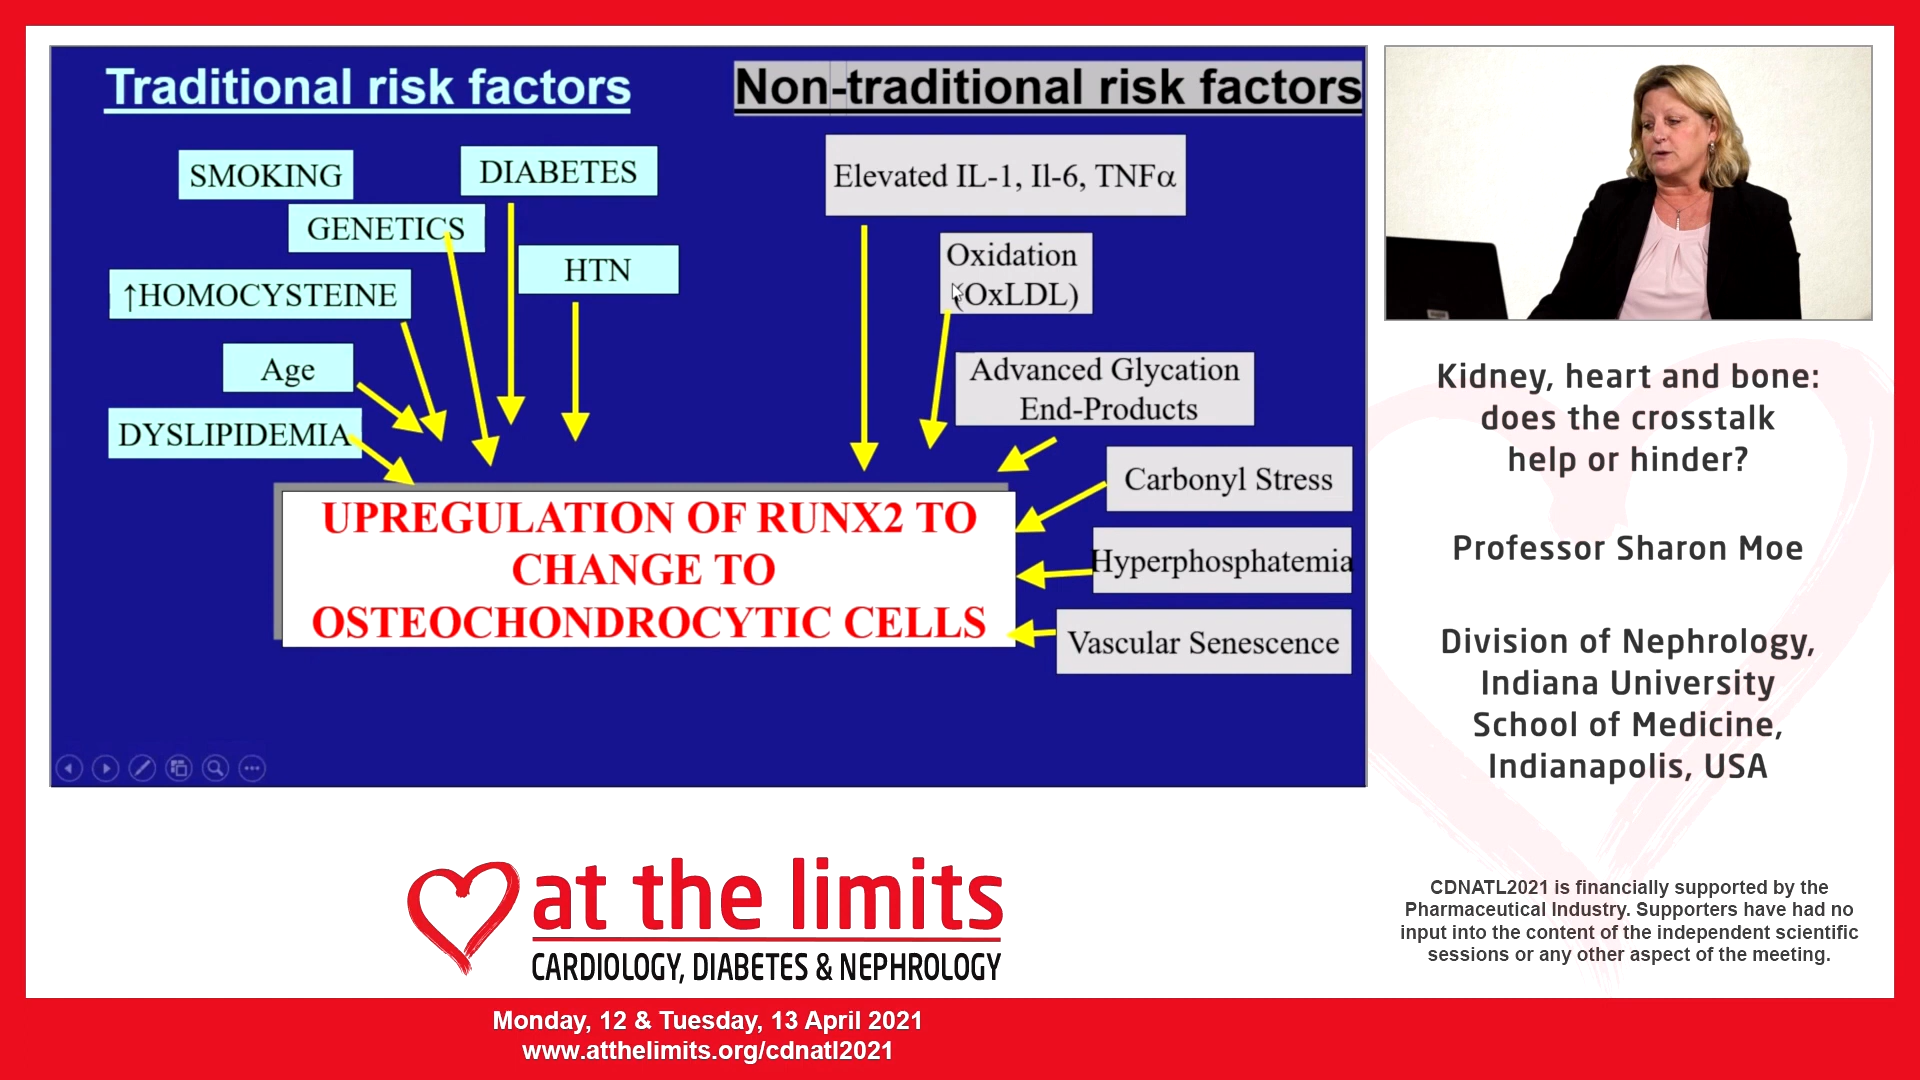 Traditional risk factors
Non-traditional risk factors
SMOKING
DIABETES
GENETICS
HTN
↑HOMOCYSTEINE
Age
DYSLIPIDEMIA
Elevated IL-1, Il-6, TNFα
Oxidation
(OxLDL)
Advanced Glycation
End-Products
Carbonyl Stress
Hyperphosphatemia
Vascular Senescence
UPREGULATION OF RUNX2 TO
CHANGE TO
OSTEOCHONDROCYTIC CELLS
Kidney, heart and bone:
does the crosstalk
help or hinder?
Professor Sharon Moe
Division of Nephrology,
Indiana University
School of Medicine,
Indianapolis, USA
CDNATL2021 is financially supported by the
Pharmaceutical Industry. Supporters have had no
input into the content of the independent scientific
sessions or any other aspect of the meeting.
at the limits
CARDIOLOGY, DIABETES & NEPHROLOGY
Monday, 12 & Tuesday, 13 April 2021
www.atthelimits.org/cdnatl2021